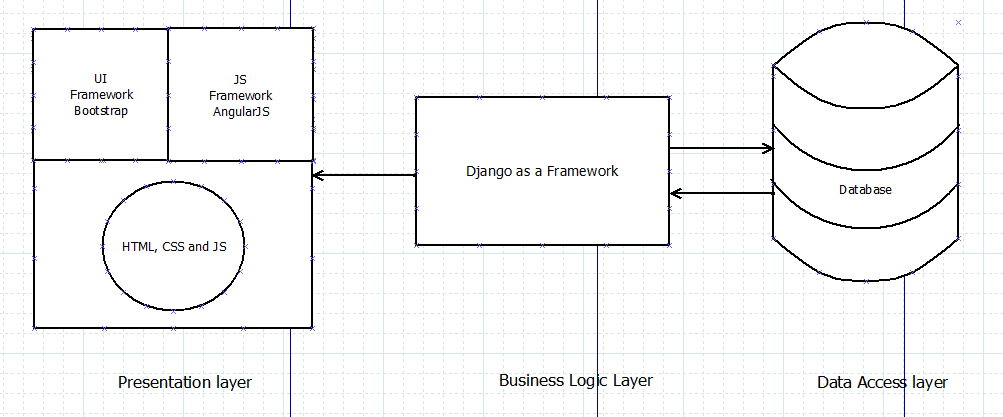 UI
Framework
Bootstrap
JS
Framework
AngularJS
HTML, CSS and JS
Django as a Framework
Database
Presentation layer
Business Logic Layer
Data Access layer